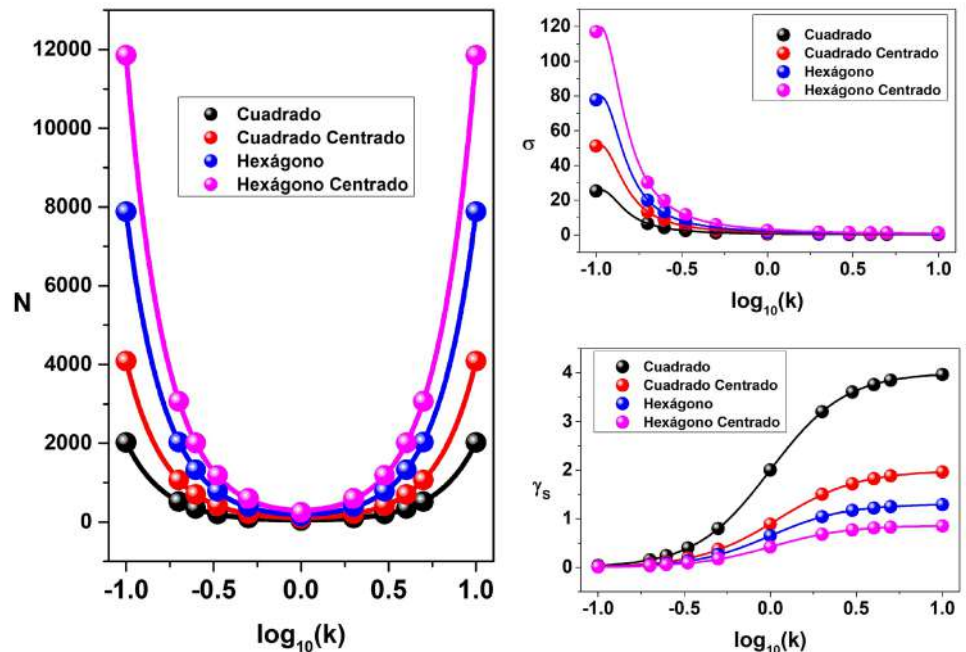 12000
10000
8000
6000
4000
2000
0
N
Cuadrado
Cuadrado Centrado
Hexágono
Hexágono Centrado
-1.0 -0.5 0.0 0.5 1.0
log₁₀(k)
120
100
80
60
40
20
0
σ
Cuadrado
Cuadrado Centrado
Hexágono
Hexágono Centrado
-1.0 -0.5 0.0 0.5 1.0
log₁₀(k)
4
3
2
1
0
γ_S
Cuadrado
Cuadrado Centrado
Hexágono
Hexágono Centrado
-1.0 -0.5 0.0 0.5 1.0
log₁₀(k)